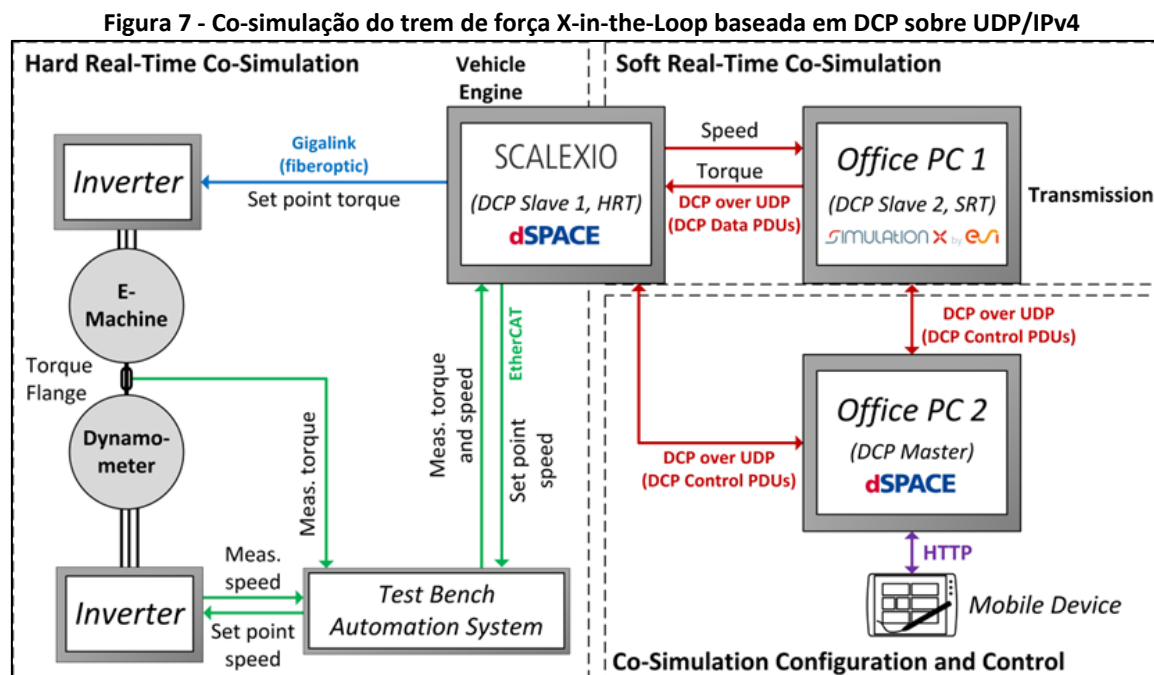 Figura 7 - Co-simulação do trem de força X-in-the-Loop baseada em DCP sobre UDP/IPv4
Hard Real-Time Co-Simulation
Vehicle
Engine
Soft Real-Time Co-Simulation
Inverter
Gigalink
(fiberoptic)
Set point torque
SCALEXIO
(DCP Slave 1, HRT)
dSPACE
Speed
Torque
DCP over UDP
(DCP Data PDUs)
Office PC 1
(DCP Slave 2, SRT)
SIMULATION X by esi
Transmission
E-
Machine
Torque
Flange
Dynamo-
meter
Meas. torque
Meas. torque
and speed
EtherCAT
Set point
speed
DCP over UDP
(DCP Control PDUs)
DCP over UDP
(DCP Control PDUs)
Office PC 2
(DCP Master)
dSPACE
HTTP
Mobile Device
Inverter
Meas.
speed
Set point
speed
Test Bench
Automation System
Co-Simulation Configuration and Control